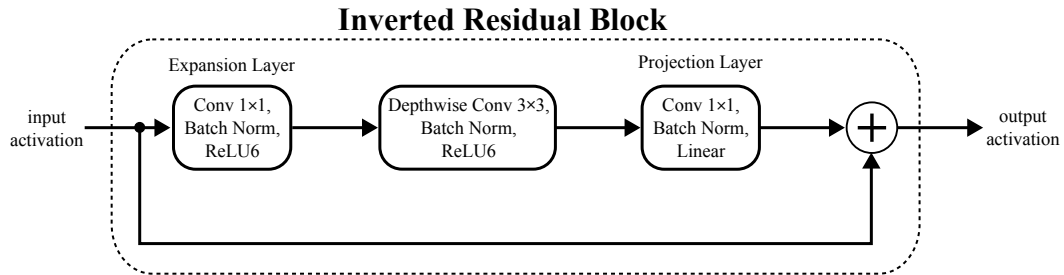 Inverted Residual Block
Expansion Layer
Projection Layer
input
activation
Conv 1×1,
Batch Norm,
ReLU6
Depthwise Conv 3×3,
Batch Norm,
ReLU6
Conv 1×1,
Batch Norm,
Linear
+
output
activation